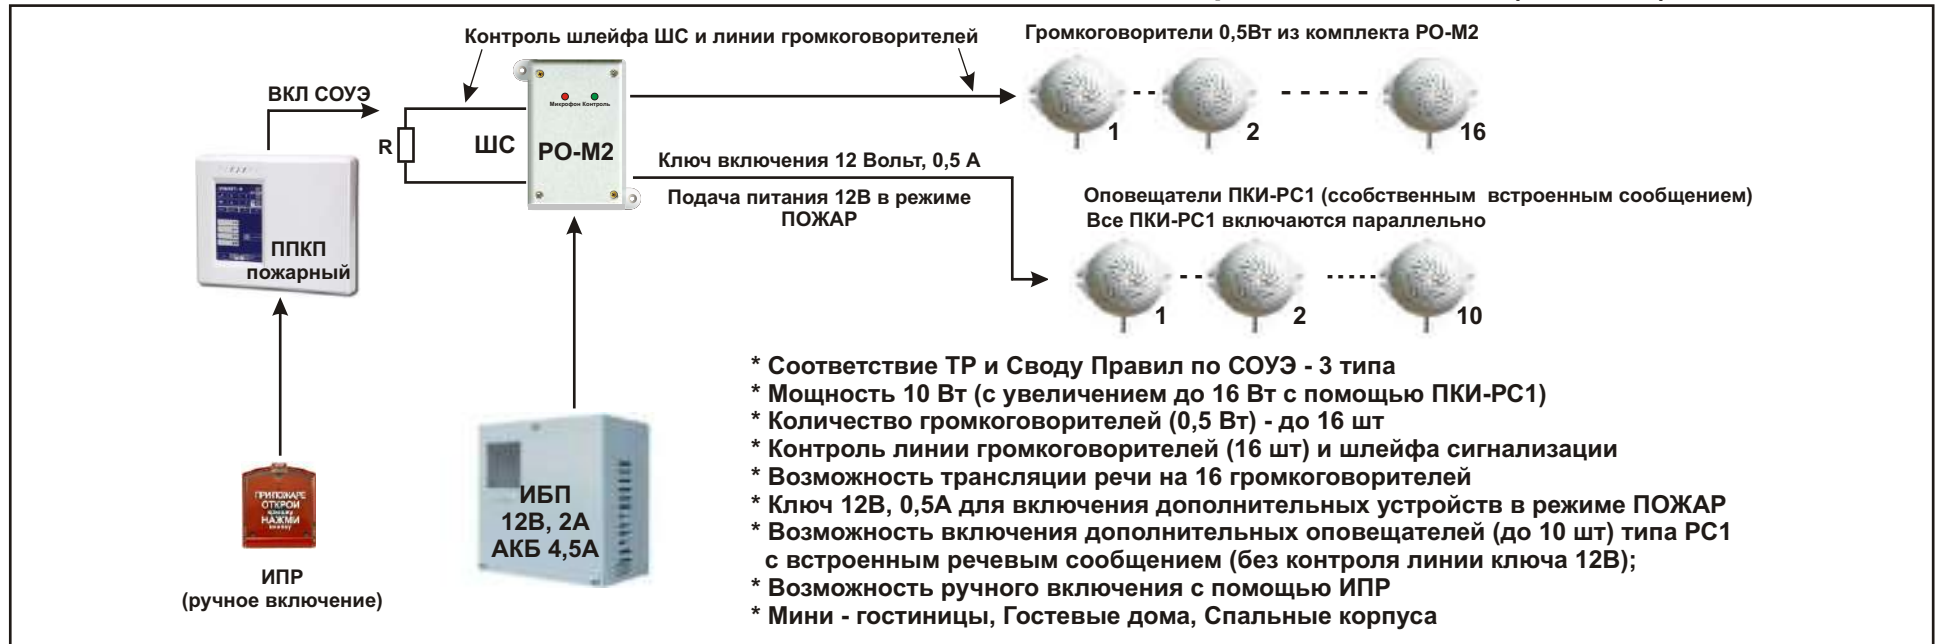 Контроль шлейфа ШС и линии громкоговорителей
Громкоговорители 0,5Вт из комплекта РО-М2
ВКЛ СОУЭ
Микрофон Контроль
R
ШС
РО-М2
1
2
16
Ключ включения 12 Вольт, 0,5 А
Подача питания 12В в режиме
ПОЖАР
Оповещатели ПКИ-РС1 (ссобственным встроенным сообщением)
Все ПКИ-РС1 включаются параллельно
ППКП
пожарный
1
2
10
* Соответствие ТР и Своду Правил по СОУЭ - 3 типа
* Мощность 10 Вт (с увеличением до 16 Вт с помощью ПКИ-РС1)
* Количество громкоговорителей (0,5 Вт) - до 16 шт
* Контроль линии громкоговорителей (16 шт) и шлейфа сигнализации
* Возможность трансляции речи на 16 громкоговорителей
* Ключ 12В, 0,5А для включения дополнительных устройств в режиме ПОЖАР
* Возможность включения дополнительных оповещателей (до 10 шт) типа РС1
с встроенным речевым сообщением (без контроля линии ключа 12В);
* Возможность ручного включения с помощью ИПР
* Мини - гостиницы, Гостевые дома, Спальные корпуса
ПРИ ПОЖАРЕ
ОТКРОЙ
НАЖМИ
ИБП
12В, 2А
АКБ 4,5А
ИПР
(ручное включение)